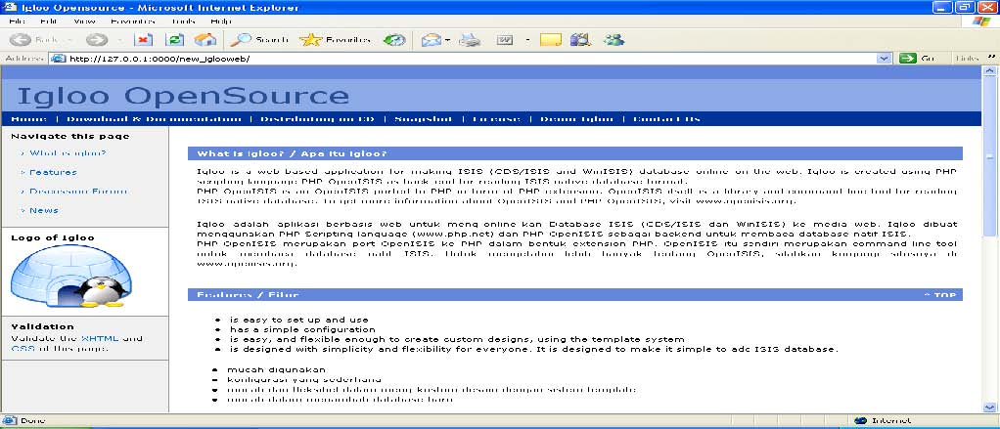 Igloo Opensource - Microsoft Internet Explorer
File Edit View Favorites Tools Help
Back Search Favorites
Address http://127.0.0.1:0000/new_iglooweb/ Go Links
Igloo OpenSource
Home | Download & Documentation | Distributing on CD | Snapshot | License | Demo Igloo | Contact Us
Navigate this page
What is igloo?
Features
Discussion Forum
News
Logo of Igloo
Validation
Validate the XHTML and
CSS of this page.
What is igloo? / Apa itu igloo?
Igloo is a web based application for making ISIS (CDS/ISIS and WinISIS) database online on the web. Igloo is created using PHP
scripting language PHP OpenISIS as back end for reading ISIS native database format.
PHP OpenISIS is an OpenISIS ported to PHP in form of PHP extension. OpenISIS itself is a library and command line tool for reading
ISIS native database. To get more information about OpenISIS and PHP OpenISIS, visit www.openisis.org.
Igloo adalah aplikasi berbasis web untuk meng-online-kan Database ISIS (CDS/ISIS dan WinISIS) ke media web. Igloo dibuat
mengunakan PHP Scripting language (www.php.net) dan PHP OpenISIS sebagai backend untuk membaca database natif ISIS.
PHP OpenISIS merupakan port OpenISIS ke PHP dalam bentuk extension PHP. OpenISIS itu sendiri merupakan command line tool
untuk membaca database natif ISIS. Untuk mengetahui lebih banyak tentang OpenISIS, silahkan kunjungi situsnya di
www.openisis.org.
Features / Fitur ^ TOP
is easy to set up and use
has a simple configuration
is easy, and flexible enough to create custom designs, using the template system
is designed with simplicity and flexibility for everyone. It is designed to make it simple to add ISIS database.
mudah digunakan
konfigurasi yang sederhana
mudah dan fleksibel dalam meng-kustom desain dengan sistem template
mudah dalam menambah database baru
Done Internet